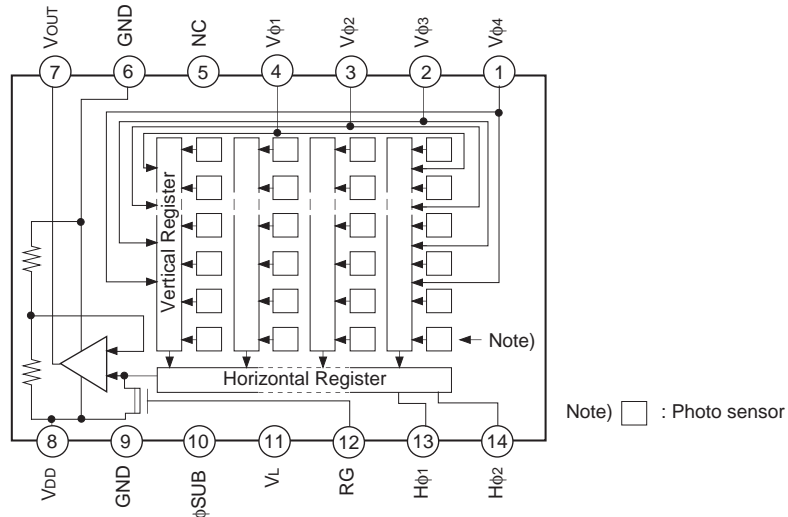 VOUT
GND
NC
Vϕ1
Vϕ2
Vϕ3
Vϕ4
7
6
5
4
3
2
1
Vertical Register
Note)
Horizontal Register
Note) : Photo sensor
8
9
10
11
12
13
14
VDD
GND
ϕSUB
VL
RG
Hϕ1
Hϕ2